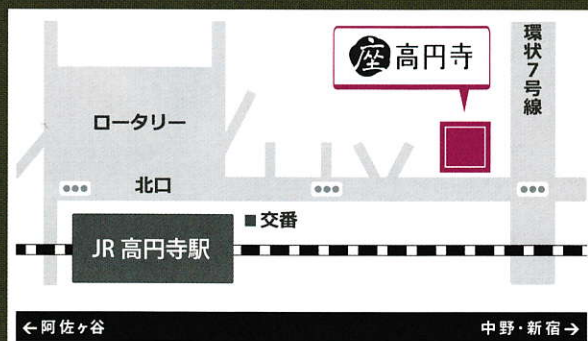 座高円寺
環状7号線
ロータリー
北口
■交番
JR 高円寺駅
←阿佐ヶ谷
中野・新宿→